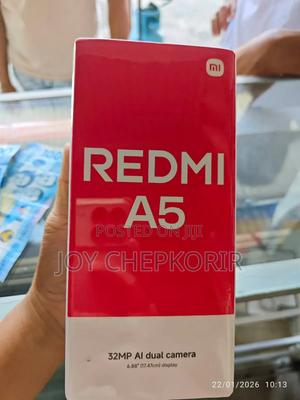 mi
REDMI
A5
POSTED ON JIJI
JOY CHEPKORIR
32MP AI dual camera
6.88" (17.47cm) display
22/01/2026 10:13